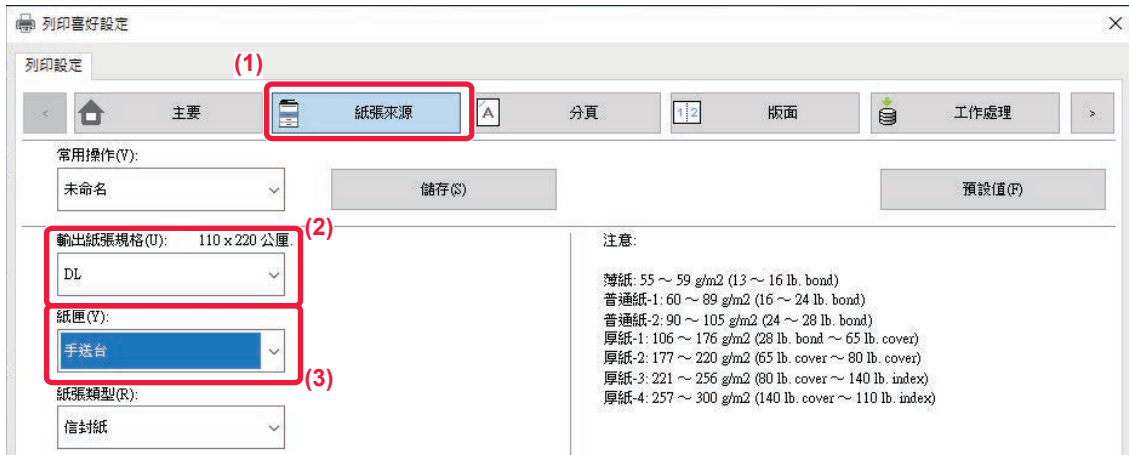 列印喜好設定
列印設定
(1)
< 主要 紙張來源 A 分頁 1 2 版面 工作處理 >
常用操作(V):
未命名 儲存(S) 預設值(F)
(2)
輸出紙張規格(U): 110 x 220 公厘.
DL
紙匣(Y):
手送台
(3)
紙張類型(R):
信封紙
注意:
薄紙: 55 ～ 59 g/m2 (13 ～ 16 lb. bond)
普通紙-1: 60 ～ 89 g/m2 (16 ～ 24 lb. bond)
普通紙-2: 90 ～ 105 g/m2 (24 ～ 28 lb. bond)
厚紙-1: 106 ～ 176 g/m2 (28 lb. bond ～ 65 lb. cover)
厚紙-2: 177 ～ 220 g/m2 (65 lb. cover ～ 80 lb. cover)
厚紙-3: 221 ～ 256 g/m2 (80 lb. cover ～ 140 lb. index)
厚紙-4: 257 ～ 300 g/m2 (140 lb. cover ～ 110 lb. index)